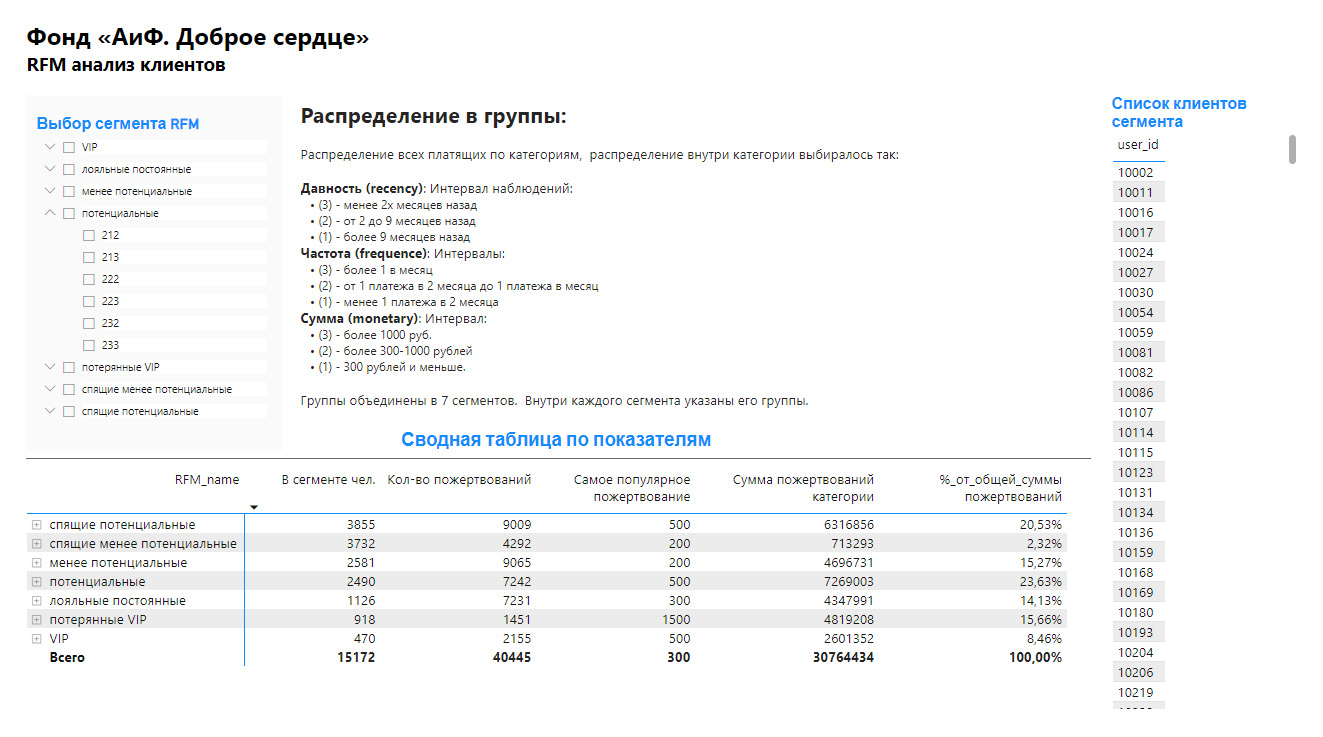 Фонд «АиФ. Доброе сердце»
RFM анализ клиентов
Выбор сегмента RFM
VIP
лояльные постоянные
менее потенциальные
потенциальные
212
213
222
223
232
233
потерянные VIP
спящие менее потенциальные
спящие потенциальные
Распределение в группы:
Распределение всех платящих по категориям, распределение внутри категории выбиралось так:
Давность (recency): Интервал наблюдений:
• (3) - менее 2х месяцев назад
• (2) - от 2 до 9 месяцев назад
• (1) - более 9 месяцев назад
Частота (frequence): Интервалы:
• (3) - более 1 в месяц
• (2) - от 1 платежа в 2 месяца до 1 платежа в месяц
• (1) - менее 1 платежа в 2 месяца
Сумма (monetary): Интервал:
• (3) - более 1000 руб.
• (2) - более 300-1000 рублей
• (1) - 300 рублей и меньше.
Группы объединены в 7 сегментов. Внутри каждого сегмента указаны его группы.
Сводная таблица по показателям
RFM_name В сегменте чел. Кол-во пожертвований Самое популярное пожертвование Сумма пожертвований категории %_от_общей_суммы пожертвований
спящие потенциальные 3855 9009 500 6316856 20,53%
спящие менее потенциальные 3732 4292 200 713293 2,32%
менее потенциальные 2581 9065 200 4696731 15,27%
потенциальные 2490 7242 500 7269003 23,63%
лояльные постоянные 1126 7231 300 4347991 14,13%
потерянные VIP 918 1451 1500 4819208 15,66%
VIP 470 2155 500 2601352 8,46%
Всего 15172 40445 300 30764434 100,00%
Список клиентов
сегмента
user_id
10002
10011
10016
10017
10024
10027
10030
10054
10059
10081
10082
10086
10107
10114
10115
10123
10131
10134
10136
10159
10168
10169
10180
10193
10204
10206
10219